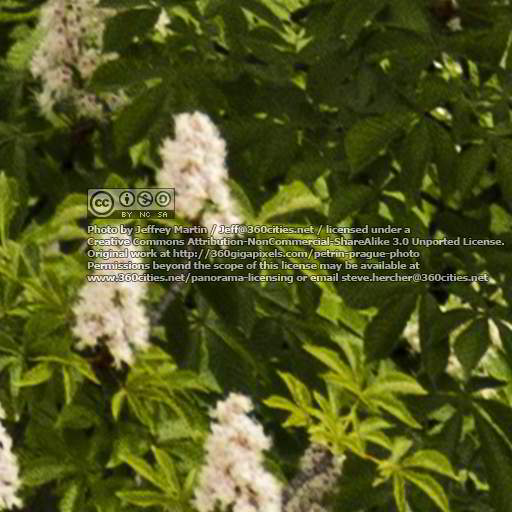 cc
BY NC SA
Photo by Jeffrey Martin / Jeff@360cities.net / licensed under a
Creative Commons Attribution-NonCommercial-ShareAlike 3.0 Unported License.
Original work at http://360gigapixels.com/petrin-prague-photo
Permissions beyond the scope of this license may be available at
www.360cities.net/panorama-licensing or email steve.hercher@360cities.net